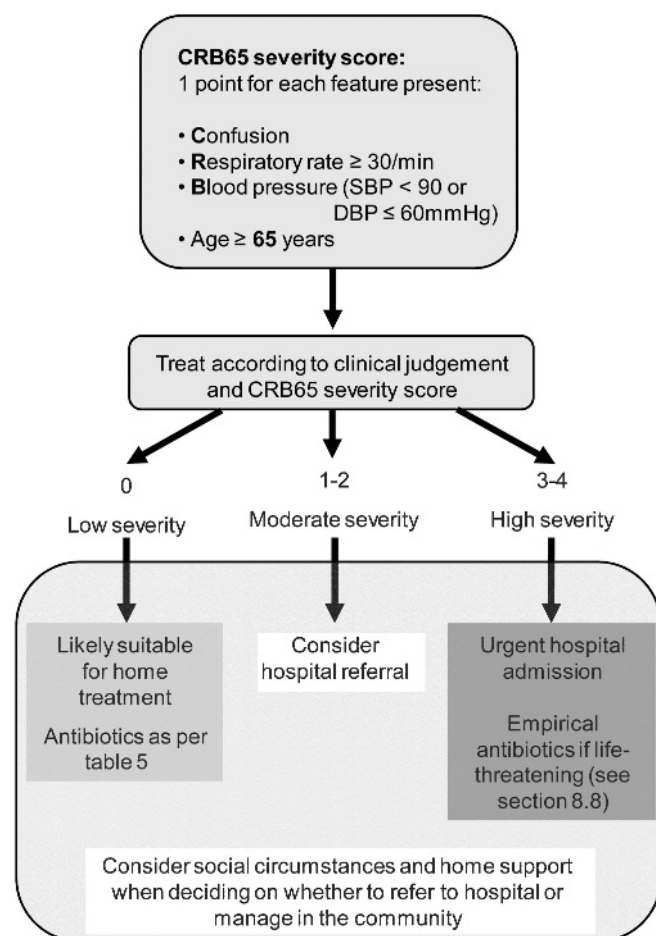 CRB65 severity score:
1 point for each feature present:
• Confusion
• Respiratory rate ≥ 30/min
• Blood pressure (SBP < 90 or
DBP ≤ 60mmHg)
• Age ≥ 65 years
Treat according to clinical judgement
and CRB65 severity score
0
Low severity
1-2
Moderate severity
3-4
High severity
Likely suitable
for home
treatment
Antibiotics as per
table 5
Consider
hospital referral
Urgent hospital
admission
Empirical
antibiotics if life-
threatening (see
section 8.8)
Consider social circumstances and home support
when deciding on whether to refer to hospital or
manage in the community